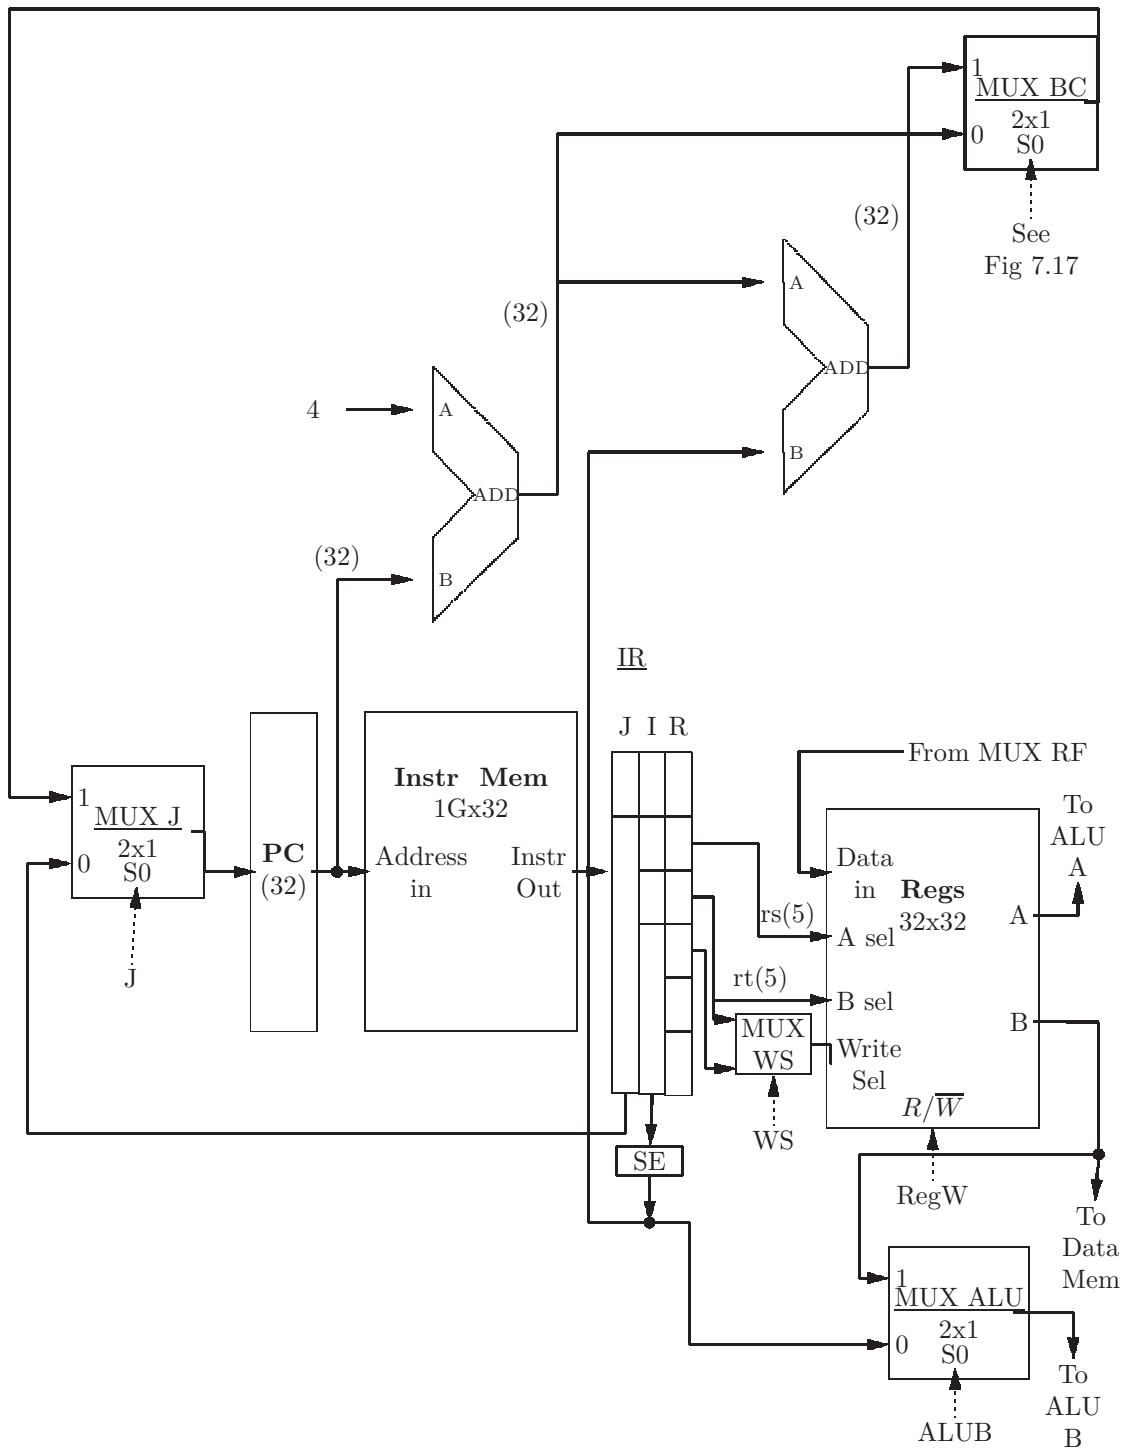 1
MUX BC
2x1
0
S0
See
Fig 7.17
(32)
A
ADD
B
(32)
4
A
ADD
B
(32)
IR
J I R
1
MUX J
2x1
0
S0
J
PC
(32)
Instr Mem
1Gx32
Address
in
Instr
Out
From MUX RF
To
ALU
A
Data
in
Regs
32x32
rs(5)
A sel
A
rt(5)
B sel
B
MUX
WS
Write
Sel
R/W̅
WS
RegW
SE
To
Data
Mem
1
MUX ALU
2x1
0
S0
ALUB
To
ALU
B